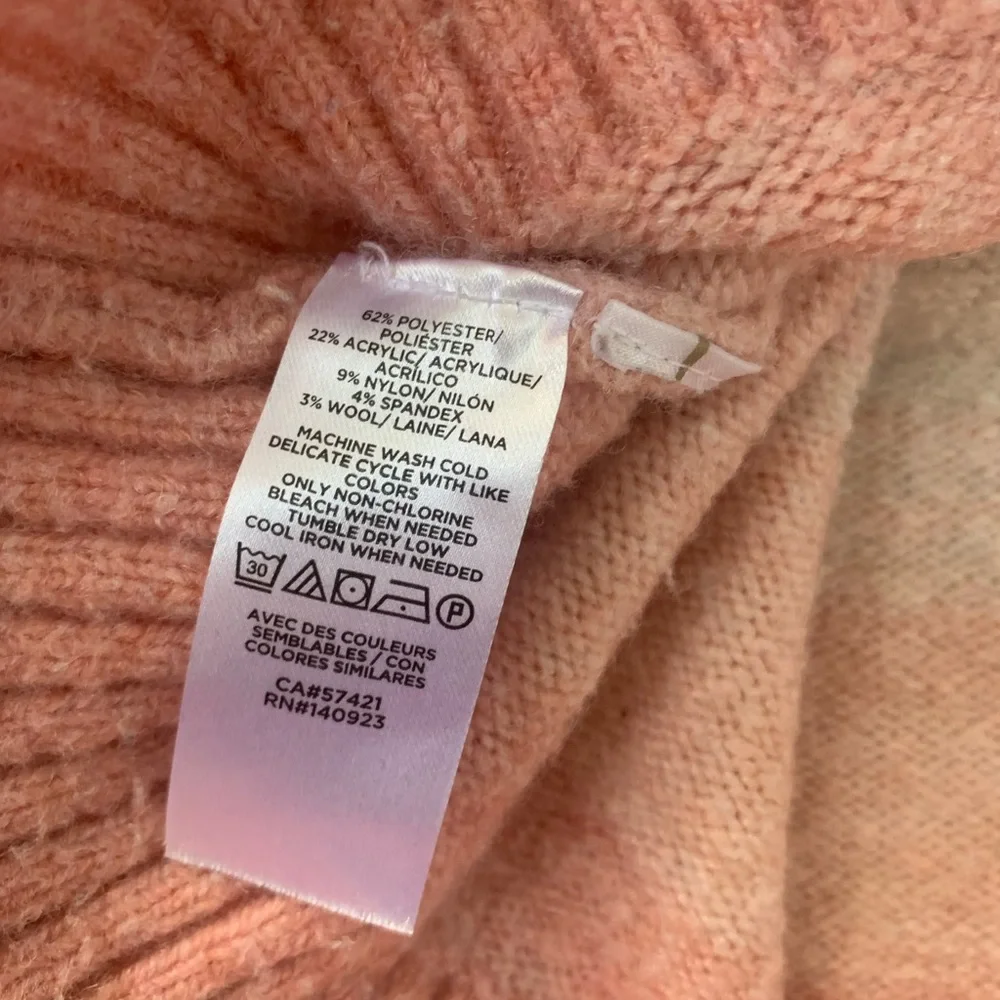 62% POLYESTER/
POLIÉSTER
22% ACRYLIC/ ACRYLIQUE/
ACRÍLICO
9% NYLON/ NILÓN
4% SPANDEX
3% WOOL/ LAINE/ LANA
MACHINE WASH COLD
DELICATE CYCLE WITH LIKE
COLORS
ONLY NON-CHLORINE
BLEACH WHEN NEEDED
TUMBLE DRY LOW
COOL IRON WHEN NEEDED
30 P
AVEC DES COULEURS
SEMBLABLES / CON
COLORES SIMILARES
CA#57421
RN#140923